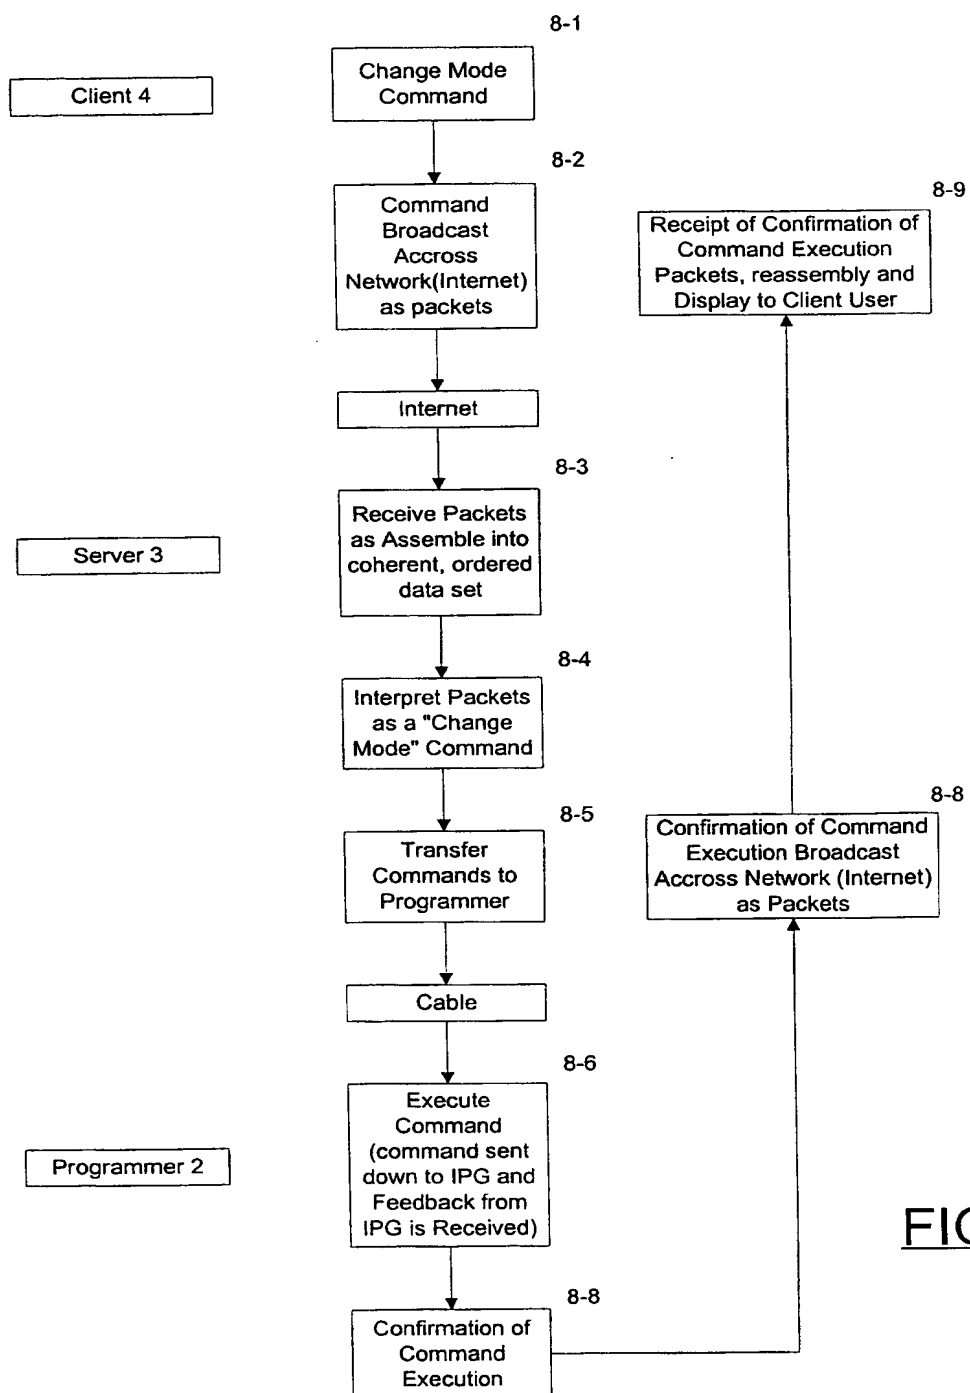 8-1
Change Mode
Command
Client 4
8-2
Command
Broadcast
Accross
Network(Internet)
as packets
8-9
Receipt of Confirmation of
Command Execution
Packets, reassembly and
Display to Client User
Internet
8-3
Receive Packets
as Assemble into
coherent, ordered
data set
Server 3
8-4
Interpret Packets
as a "Change
Mode" Command
8-5
Transfer
Commands to
Programmer
8-8
Confirmation of Command
Execution Broadcast
Accross Network (Internet)
as Packets
Cable
8-6
Execute
Command
(command sent
down to IPG and
Feedback from
IPG is Received)
Programmer 2
FIG
8-8
Confirmation of
Command
Execution